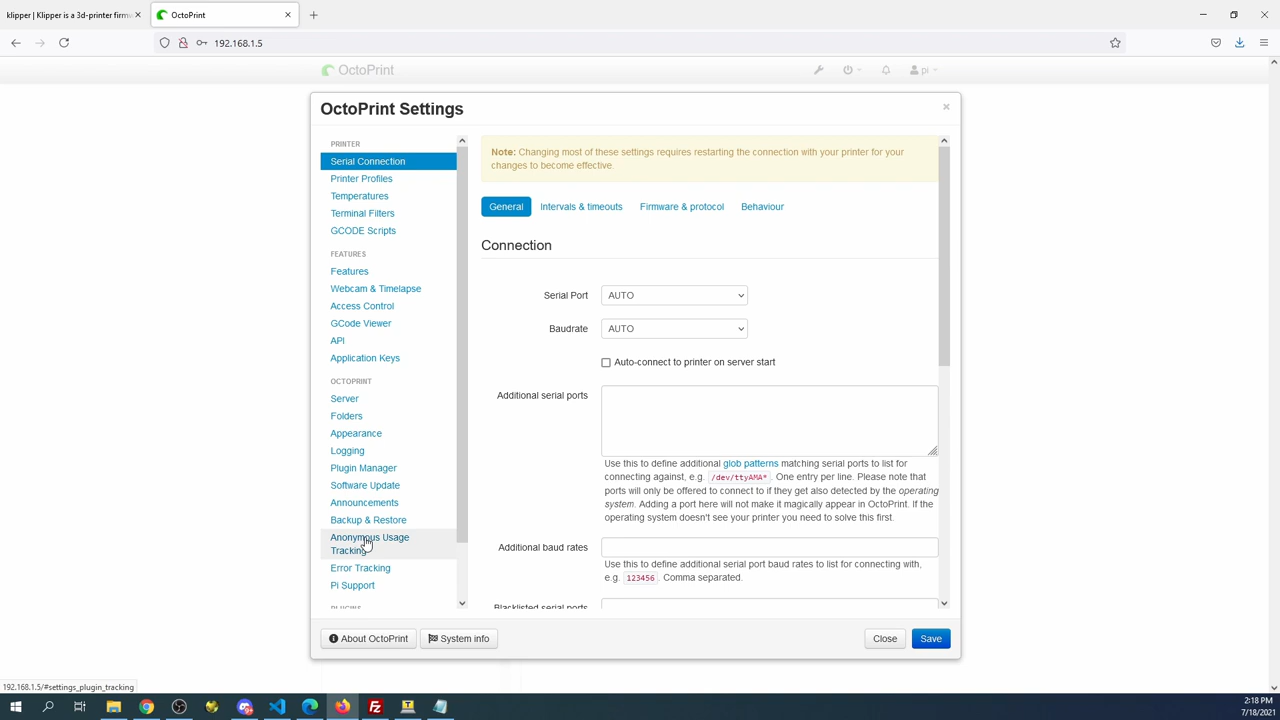 klipper | Klipper is a 3d-printer firmw
OctoPrint
192.168.1.5
OctoPrint
pi
OctoPrint Settings
PRINTER
Serial Connection
Printer Profiles
Temperatures
Terminal Filters
GCODE Scripts
FEATURES
Features
Webcam & Timelapse
Access Control
GCode Viewer
API
Application Keys
OCTOPRINT
Server
Folders
Appearance
Logging
Plugin Manager
Software Update
Announcements
Backup & Restore
Anonymous Usage
Tracking
Error Tracking
Pi Support
PLUGINS
Note: Changing most of these settings requires restarting the connection with your printer for your
changes to become effective.
General Intervals & timeouts Firmware & protocol Behaviour
Connection
Serial Port AUTO
Baudrate AUTO
Auto-connect to printer on server start
Additional serial ports
Use this to define additional glob patterns matching serial ports to list for
connecting against, e.g. /dev/ttyAMA* . One entry per line. Please note that
ports will only be offered to connect to if they get also detected by the operating
system. Adding a port here will not make it magically appear in OctoPrint. If the
operating system doesn't see your printer you need to solve this first.
Additional baud rates
Use this to define additional serial port baud rates to list for connecting with,
e.g. 123456 . Comma separated.
Blacklisted serial ports
About OctoPrint System info Close Save
192.168.1.5/#settings_plugin_tracking
2:18 PM
7/18/2021